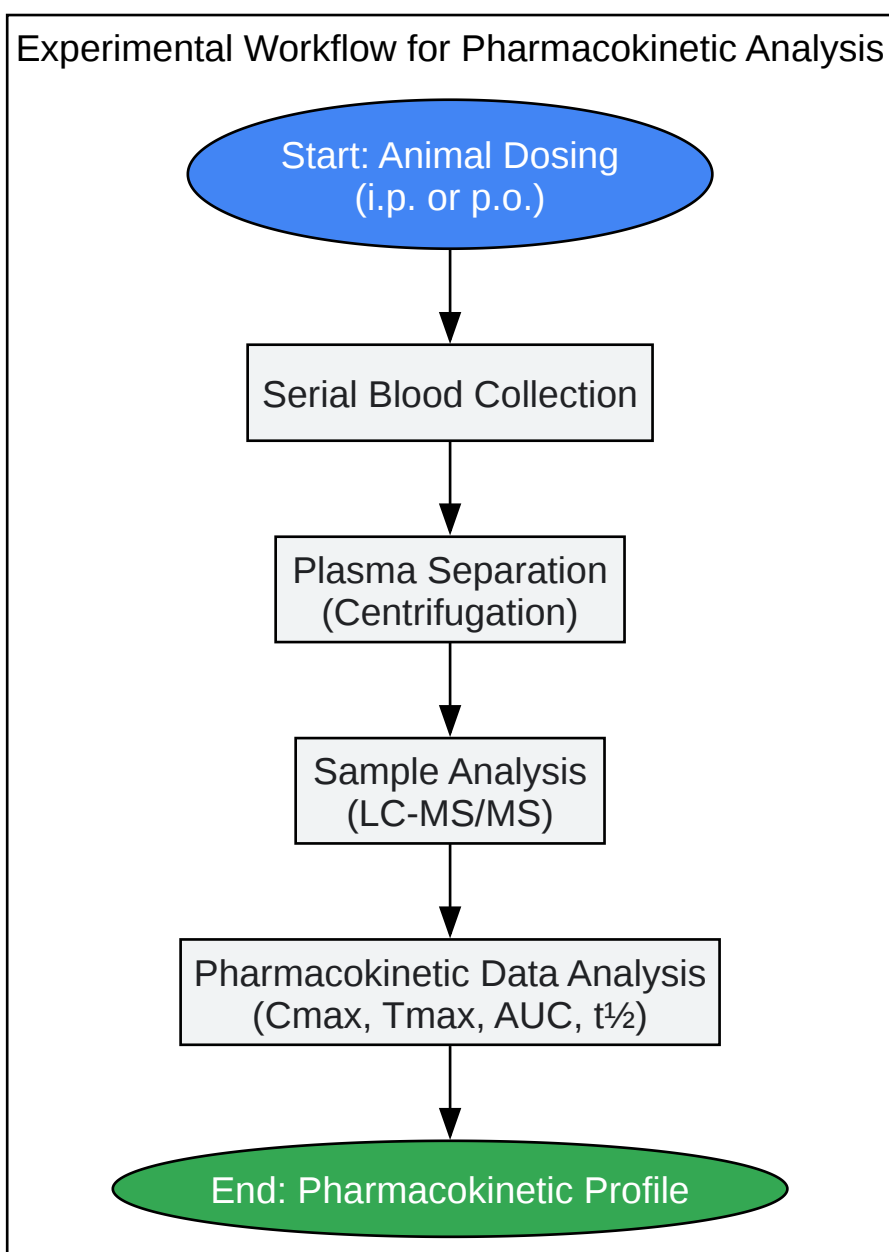 Experimental Workflow for Pharmacokinetic Analysis
Start: Animal Dosing
(i.p. or p.o.)
Serial Blood Collection
Plasma Separation
(Centrifugation)
Sample Analysis
(LC-MS/MS)
Pharmacokinetic Data Analysis
(Cmax, Tmax, AUC, t½)
End: Pharmacokinetic Profile